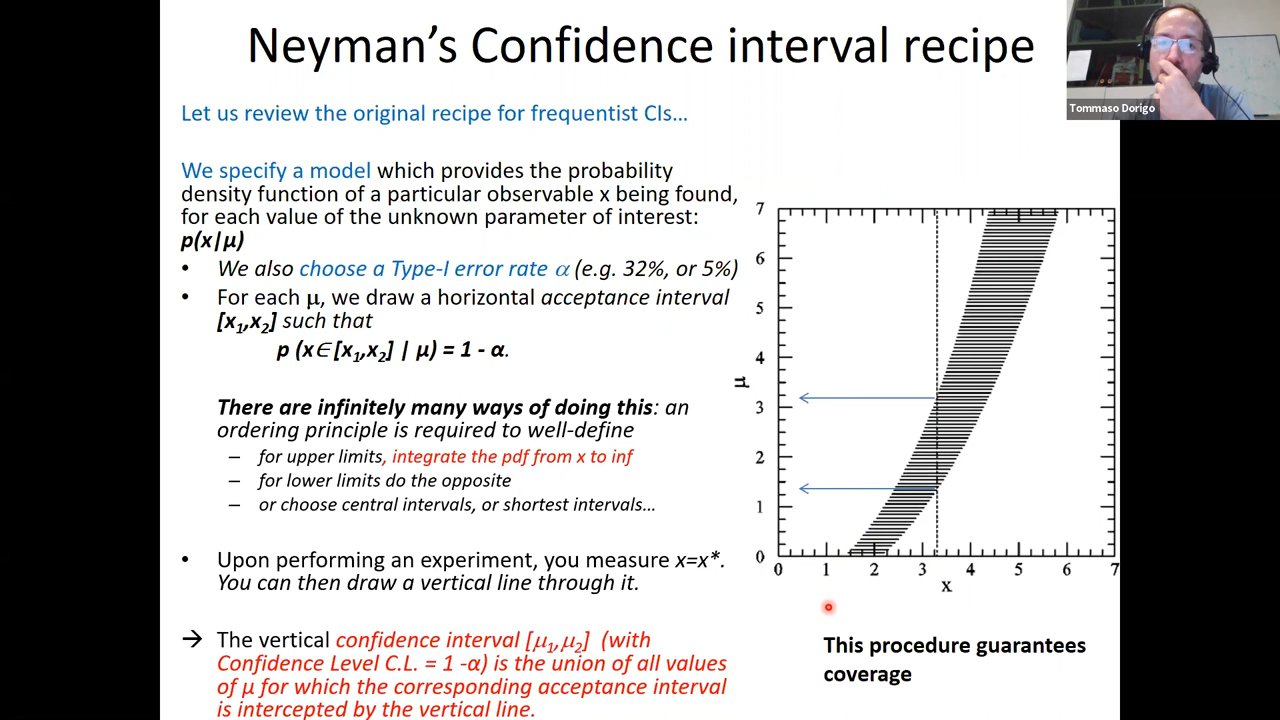 Neyman's Confidence interval recipe
Tommaso Dorigo
Let us review the original recipe for frequentist CIs…
We specify a model which provides the probability
density function of a particular observable x being found,
for each value of the unknown parameter of interest:
p(x|μ)
• We also choose a Type-I error rate α (e.g. 32%, or 5%)
• For each μ, we draw a horizontal acceptance interval
[x₁,x₂] such that
p (x∈[x₁,x₂] | μ) = 1 - α.
There are infinitely many ways of doing this: an
ordering principle is required to well-define
– for upper limits, integrate the pdf from x to inf
– for lower limits do the opposite
– or choose central intervals, or shortest intervals…
• Upon performing an experiment, you measure x=x*.
You can then draw a vertical line through it.
→ The vertical confidence interval [μ₁,μ₂] (with
Confidence Level C.L. = 1 -α) is the union of all values
of μ for which the corresponding acceptance interval
is intercepted by the vertical line.
7
6
5
4
μ
3
2
1
0
0 1 2 3 4 5 6 7
x
This procedure guarantees
coverage